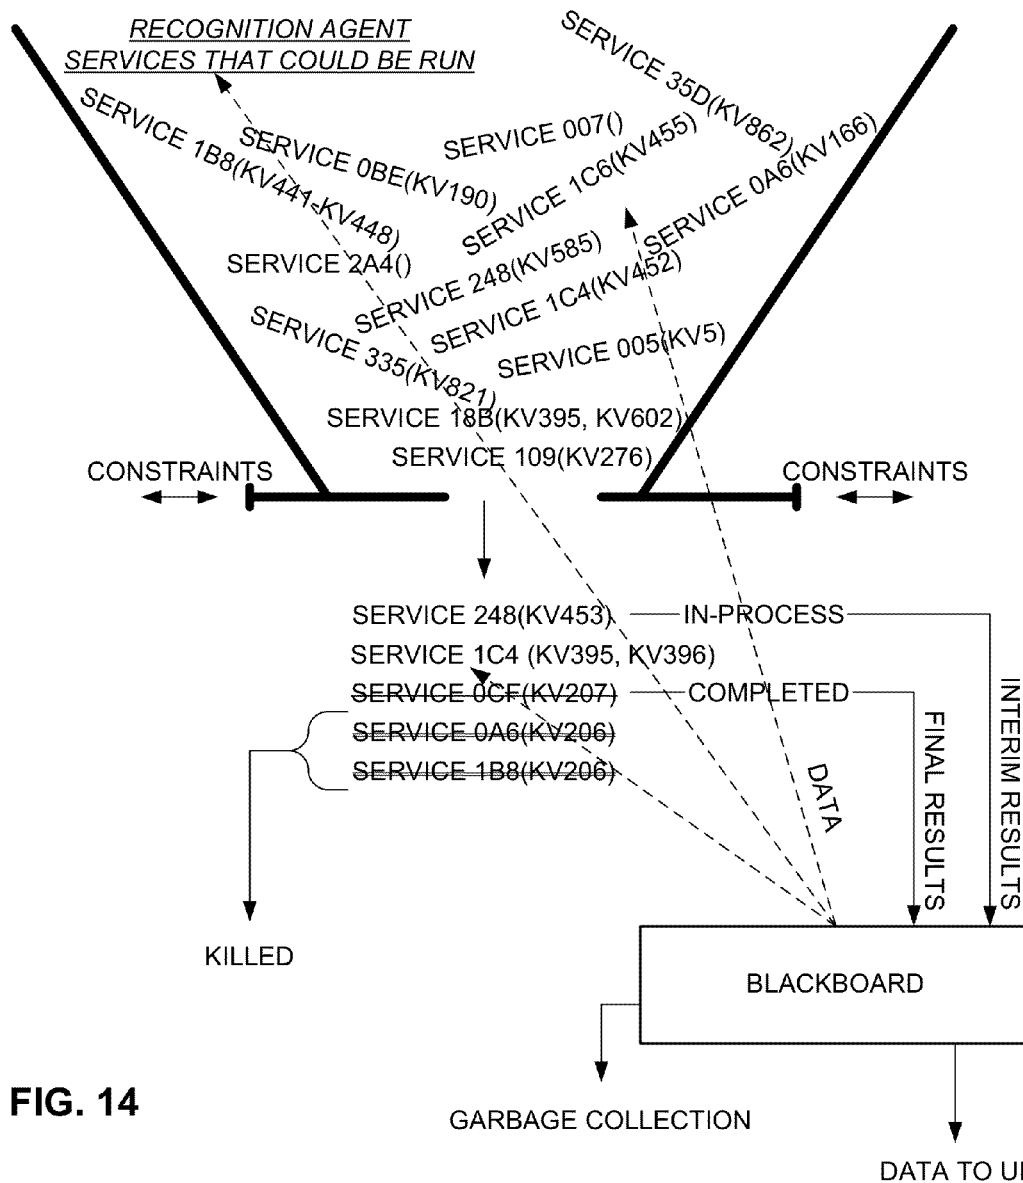 RECOGNITION AGENT
SERVICES THAT COULD BE RUN
SERVICE 35D(KV862)
SERVICE 1B8(KV441-KV448)
SERVICE 0BE(KV190)
SERVICE 007()
SERVICE 1C6(KV455)
SERVICE 0A6(KV166)
SERVICE 2A4()
SERVICE 248(KV585)
SERVICE 1C4(KV452)
SERVICE 335(KV821)
SERVICE 005(KV5)
SERVICE 18B(KV395, KV602)
SERVICE 109(KV276)
CONSTRAINTS
CONSTRAINTS
SERVICE 248(KV453)
IN-PROCESS
SERVICE 1C4 (KV395, KV396)
SERVICE 0CF(KV207)
COMPLETED
SERVICE 0A6(KV206)
SERVICE 1B8(KV206)
DATA
FINAL RESULTS
INTERIM RESULTS
KILLED
BLACKBOARD
FIG. 14
GARBAGE COLLECTION
DATA TO